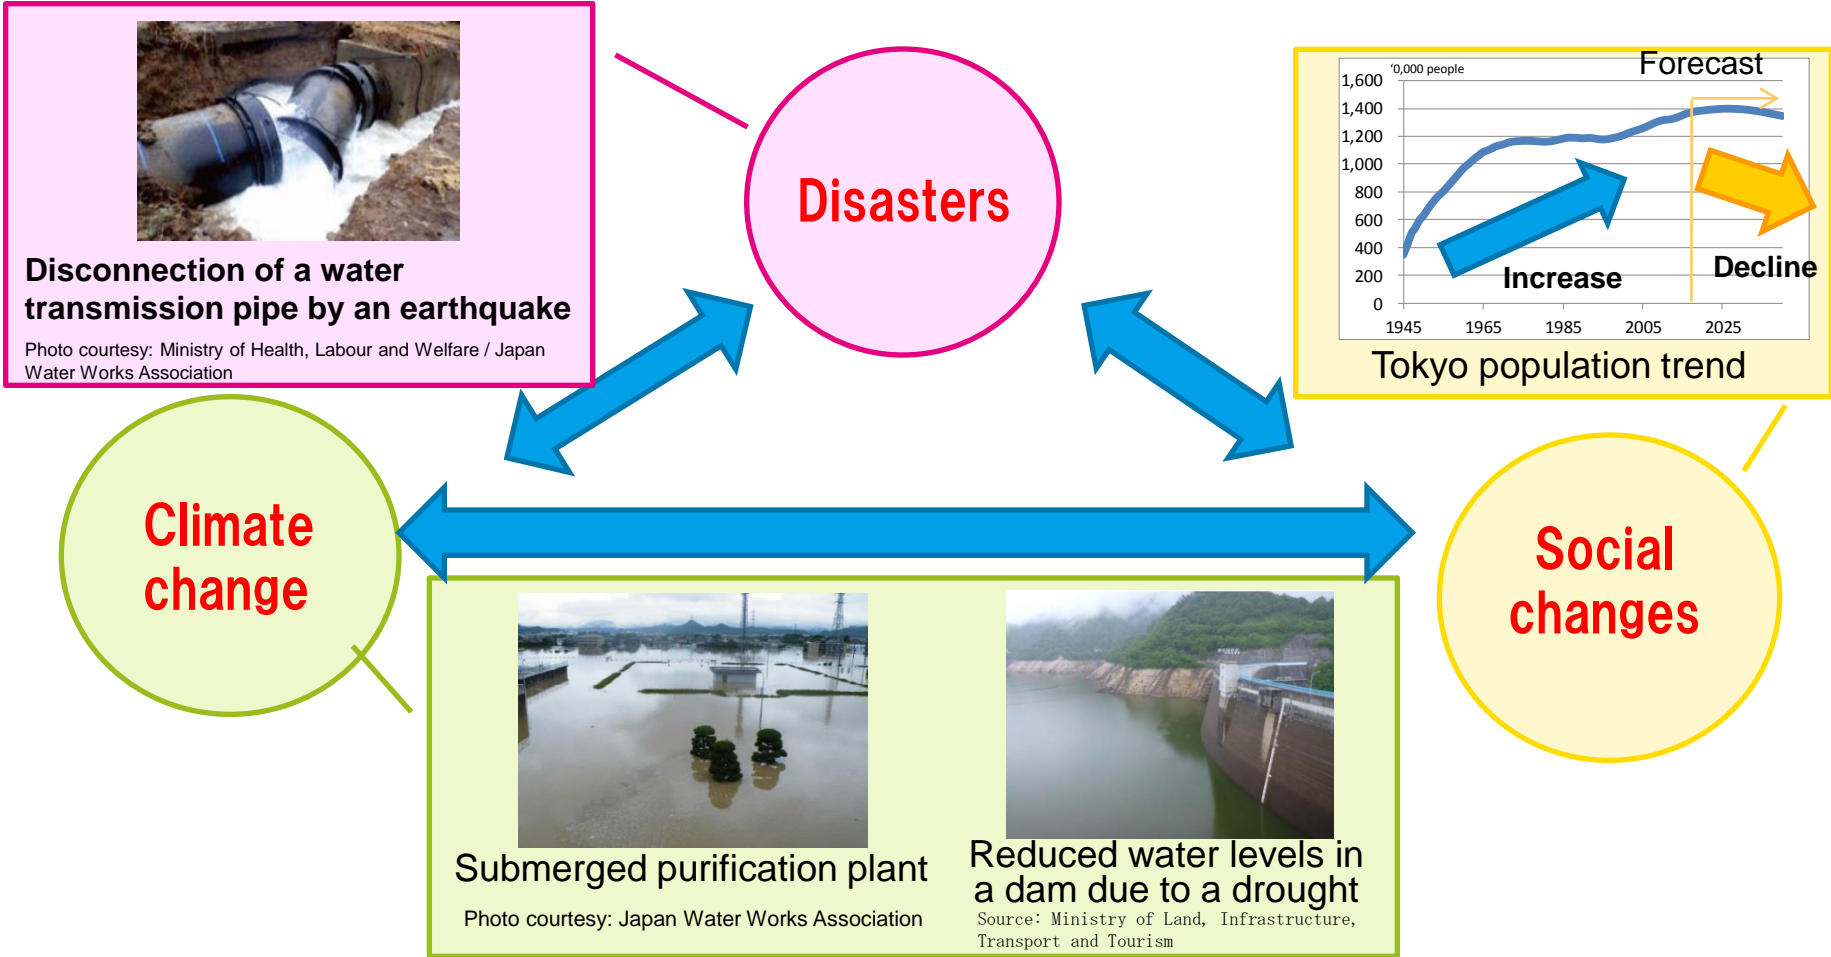 Disconnection of a water
transmission pipe by an earthquake
Photo courtesy: Ministry of Health, Labour and Welfare / Japan
Water Works Association
Disasters
'0,000 people
Forecast
1,600
1,400
1,200
1,000
800
600
400
200
0
1945 1965 1985 2005 2025
Increase
Decline
Tokyo population trend
Climate
change
Social
changes
Submerged purification plant
Photo courtesy: Japan Water Works Association
Reduced water levels in
a dam due to a drought
Source: Ministry of Land, Infrastructure,
Transport and Tourism